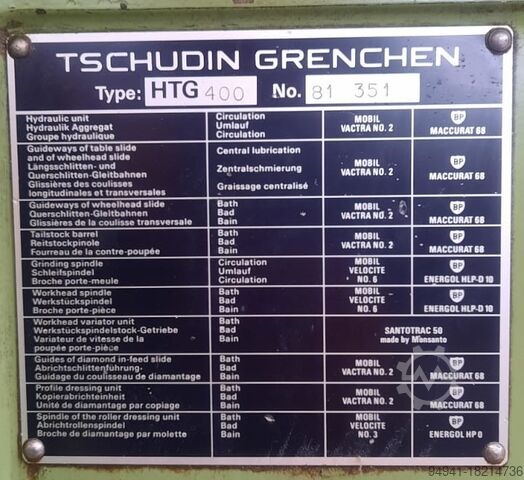 TSCHUDIN GRENCHEN
Type: HTG 400 No. 81 351
Hydraulic unit Circulation MOBIL BP
Hydraulik Aggregat Umlauf VACTRA NO. 2 MACCURAT 68
Groupe hydraulique Circulation
Guideways of table slide Central lubrication MOBIL BP
and of wheelhead slide Zentralschmierung VACTRA NO. 2 MACCURAT 68
Längsschlitten- und Graissage centralisé
Querschlitten-Gleitbahnen
Glissières des coulisses
longitudinales et transversales
Guideways of wheelhead slide Bath MOBIL BP
Querschlitten-Gleitbahnen Bad VACTRA NO. 2 MACCURAT 68
Glissières de la coulisse transversale Bain
Tailstock barrel Bath MOBIL BP
Reitstockpinole Bad VACTRA NO. 2 MACCURAT 68
Fourreau de la contre-poupée Bain
Grinding spindle Circulation MOBIL BP
Schleifspindel Umlauf VELOCITE
Broche porte-meule Circulation NO. 6 ENERGOL HLP-D 10
Workhead spindle Bath MOBIL BP
Werkstückspindel Bad VELOCITE
Broche porte-pièce Bain NO. 6 ENERGOL HLP-D 10
Workhead variator unit Bath SANTOTRAC 50
Werkstückspindelstock-Getriebe Bad made by Monsanto
Variateur de vitesse de la Bain
poupée porte-pièce
Guides of diamond in-feed slide Bath MOBIL BP
Abrichtschlittenführung Bad VACTRA NO. 2 MACCURAT 68
Guidage du coulisseau de diamantage Bain
Profile dressing unit Bath MOBIL BP
Kopierabrichteinheit Bad VACTRA NO. 2 MACCURAT 68
Unité de diamantage par copiage Bain
Spindle of the roller dressing unit Bath MOBIL BP
Abrichtrollenspindel Bad VELOCITE
Broche de diamantage par molette Bain NO. 3 ENERGOL HP 0
94941-18214736